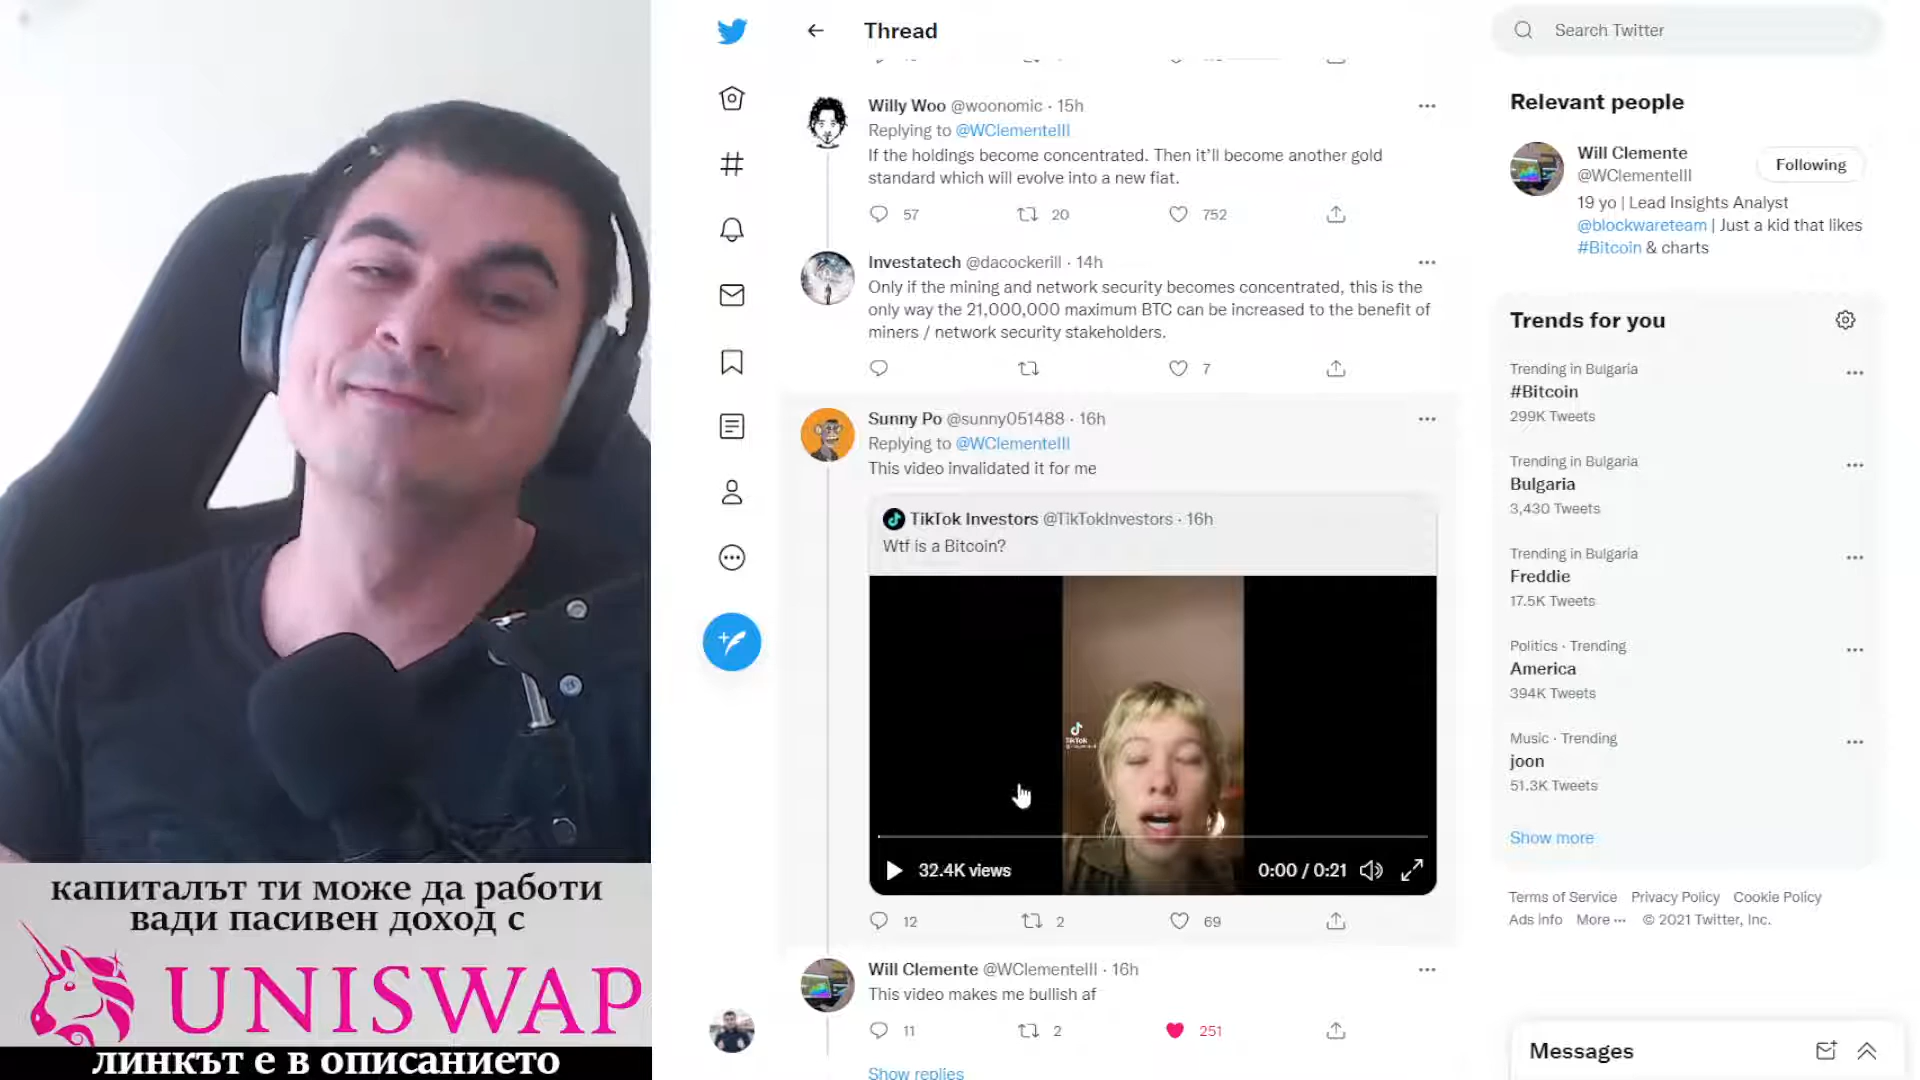 Thread
Willy Woo @woonomic · 15h
Replying to @WClementeIII
If the holdings become concentrated. Then it'll become another gold
standard which will evolve into a new fiat.
57 20 752
Investatech @dacockerill · 14h
Only if the mining and network security becomes concentrated, this is the
only way the 21,000,000 maximum BTC can be increased to the benefit of
miners / network security stakeholders.
7
Sunny Po @sunny051488 · 16h
Replying to @WClementeIII
This video invalidated it for me
TikTok Investors @TikTokInvestors · 16h
Wtf is a Bitcoin?
TikTok
32.4K views 0:00 / 0:21
12 2 69
Will Clemente @WClementeIII · 16h
This video makes me bullish af
11 2 251
Show replies
Search Twitter
Relevant people
Will Clemente
@WClementeIII
Following
19 yo | Lead Insights Analyst
@blockwareteam | Just a kid that likes
#Bitcoin & charts
Trends for you
Trending in Bulgaria
#Bitcoin
299K Tweets
Trending in Bulgaria
Bulgaria
3,430 Tweets
Trending in Bulgaria
Freddie
17.5K Tweets
Politics · Trending
America
394K Tweets
Music · Trending
joon
51.3K Tweets
Show more
Terms of Service Privacy Policy Cookie Policy
Ads info More ··· © 2021 Twitter, Inc.
Messages
капиталът ти може да работи
вади пасивен доход с
UNISWAP
линкът е в описанието